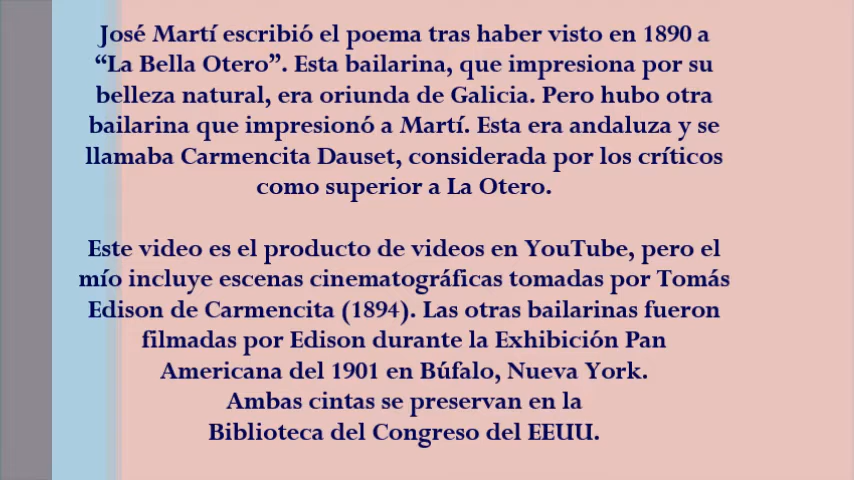 José Martí escribió el poema tras haber visto en 1890 a
“La Bella Otero”. Esta bailarina, que impresiona por su
belleza natural, era oriunda de Galicia. Pero hubo otra
bailarina que impresionó a Martí. Esta era andaluza y se
llamaba Carmencita Dauset, considerada por los críticos
como superior a La Otero.
Este video es el producto de videos en YouTube, pero el
mío incluye escenas cinematográficas tomadas por Tomás
Edison de Carmencita (1894). Las otras bailarinas fueron
filmadas por Edison durante la Exhibición Pan
Americana del 1901 en Búfalo, Nueva York.
Ambas cintas se preservan en la
Biblioteca del Congreso del EEUU.